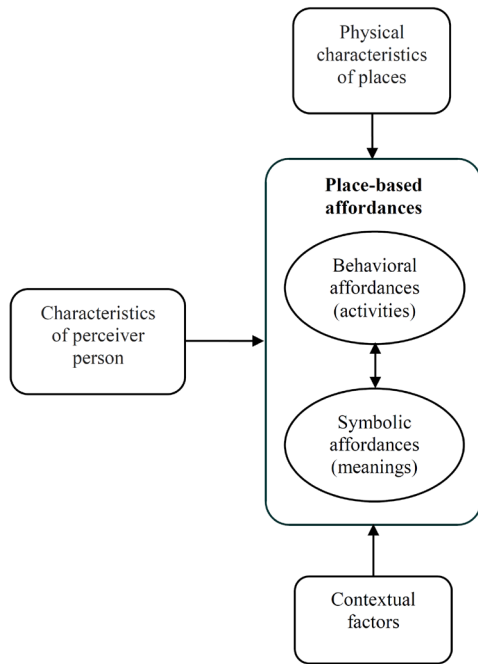 Physical
characteristics
of places
Place-based
affordances
Behavioral
affordances
(activities)
Characteristics
of perceiver
person
Symbolic
affordances
(meanings)
Contextual
factors